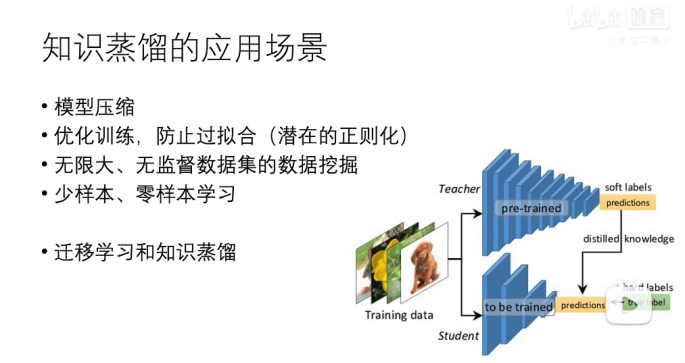 知识蒸馏的应用场景
• 模型压缩
• 优化训练，防止过拟合（潜在的正则化）
• 无限大、无监督数据集的数据挖掘
• 少样本、零样本学习
• 迁移学习和知识蒸馏
Teacher
pre-trained
soft labels
predictions
distilled knowledge
Training data
to be trained
predictions
hard labels
true label
Student